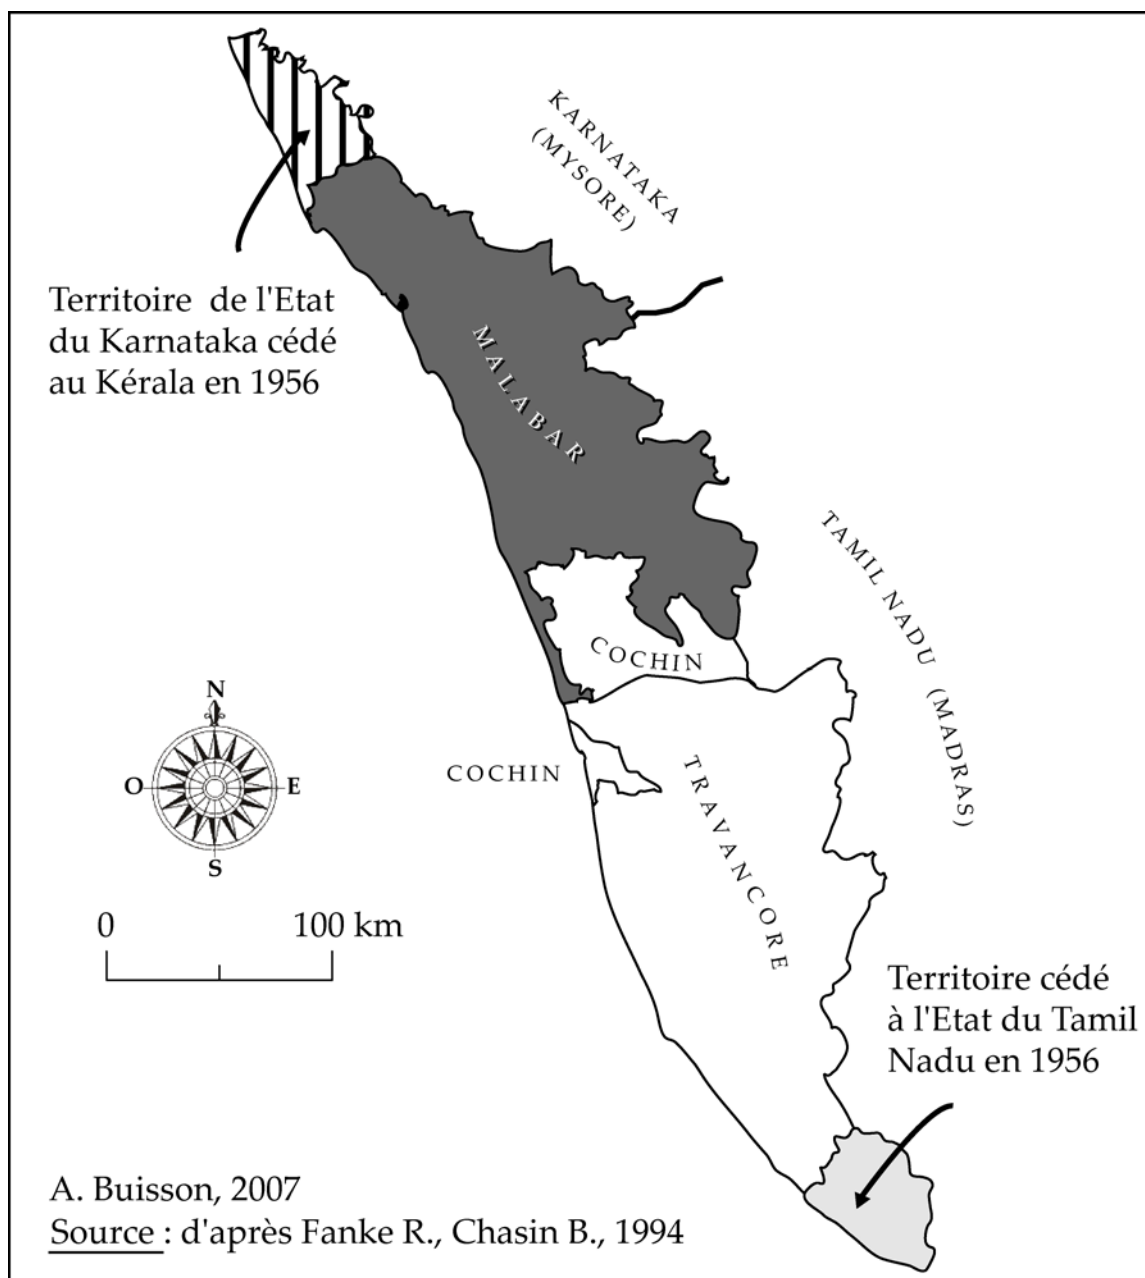 KARNATAKA
(MYSORE)
Territoire de l'Etat
du Karnataka cédé
au Kérala en 1956
MALABAR
TAMIL NADU (MADRAS)
COCHIN
N
O
E
S
COCHIN
TRAVANCORE
0
100 km
Territoire cédé
à l'Etat du Tamil
Nadu en 1956
A. Buisson, 2007
Source : d'après Fanke R., Chasin B., 1994